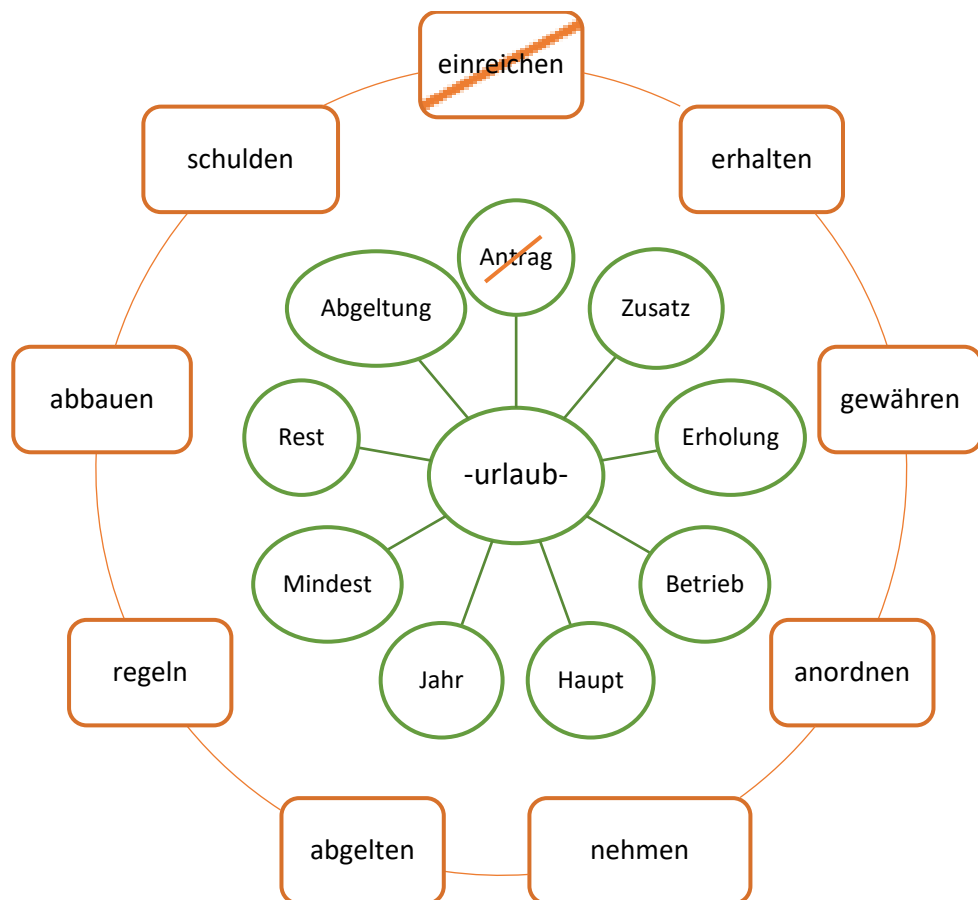 einreichen
schulden
erhalten
Antrag
Abgeltung
Zusatz
abbauen
gewähren
Rest
Erholung
-urlaub-
Mindest
Betrieb
regeln
anordnen
Jahr
Haupt
abgelten
nehmen